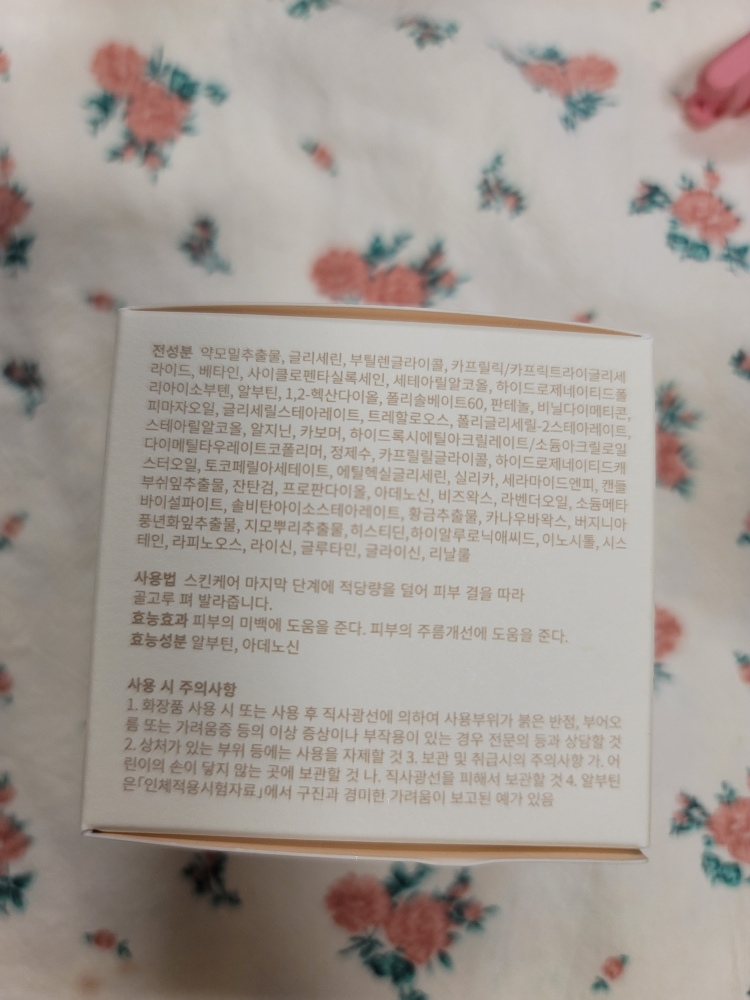 전성분 약모밀추출물, 글리세린, 부틸렌글라이콜, 카프릴릭/카프릭트라이글리세
라이드, 베타인, 사이클로펜타실록세인, 세테아릴알코올, 하이드로제네이티드폴
리아이소부텐, 알부틴, 1,2-헥산다이올, 폴리솔베이트60, 판테놀, 비닐다이메티콘,
피마자오일, 글리세릴스테아레이트, 트레할로오스, 폴리글리세릴-2스테아레이트,
스테아릴알코올, 알지닌, 카보머, 하이드록시에틸아크릴레이트/소듐아크릴로일
다이메틸타우레이트코폴리머, 정제수, 카프릴릴글라이콜, 하이드로제네이티드캐
스터오일, 토코페릴아세테이트, 에틸헥실글리세린, 실리카, 세라마이드엔피, 캔들
부쉬잎추출물, 잔탄검, 프로판다이올, 아데노신, 비즈왁스, 라벤더오일, 소듐메타
바이설파이트, 솔비탄아이소스테아레이트, 황금추출물, 카나우바왁스, 버지니아
풍년화잎추출물, 지모뿌리추출물, 히스티딘, 하이알루로닉애씨드, 이노시톨, 시스
테인, 라피노오스, 라이신, 글루타민, 글라이신, 리날룰
사용법 스킨케어 마지막 단계에 적당량을 덜어 피부 결을 따라
골고루 펴 발라줍니다.
효능효과 피부의 미백에 도움을 준다. 피부의 주름개선에 도움을 준다.
효능성분 알부틴, 아데노신
사용 시 주의사항
1. 화장품 사용 시 또는 사용 후 직사광선에 의하여 사용부위가 붉은 반점, 부어오
름 또는 가려움증 등의 이상 증상이나 부작용이 있는 경우 전문의 등과 상담할 것
2. 상처가 있는 부위 등에는 사용을 자제할 것 3. 보관 및 취급시의 주의사항 가. 어
린이의 손이 닿지 않는 곳에 보관할 것 나. 직사광선을 피해서 보관할 것 4. 알부틴
은「인체적용시험자료」에서 구진과 경미한 가려움이 보고된 예가 있음